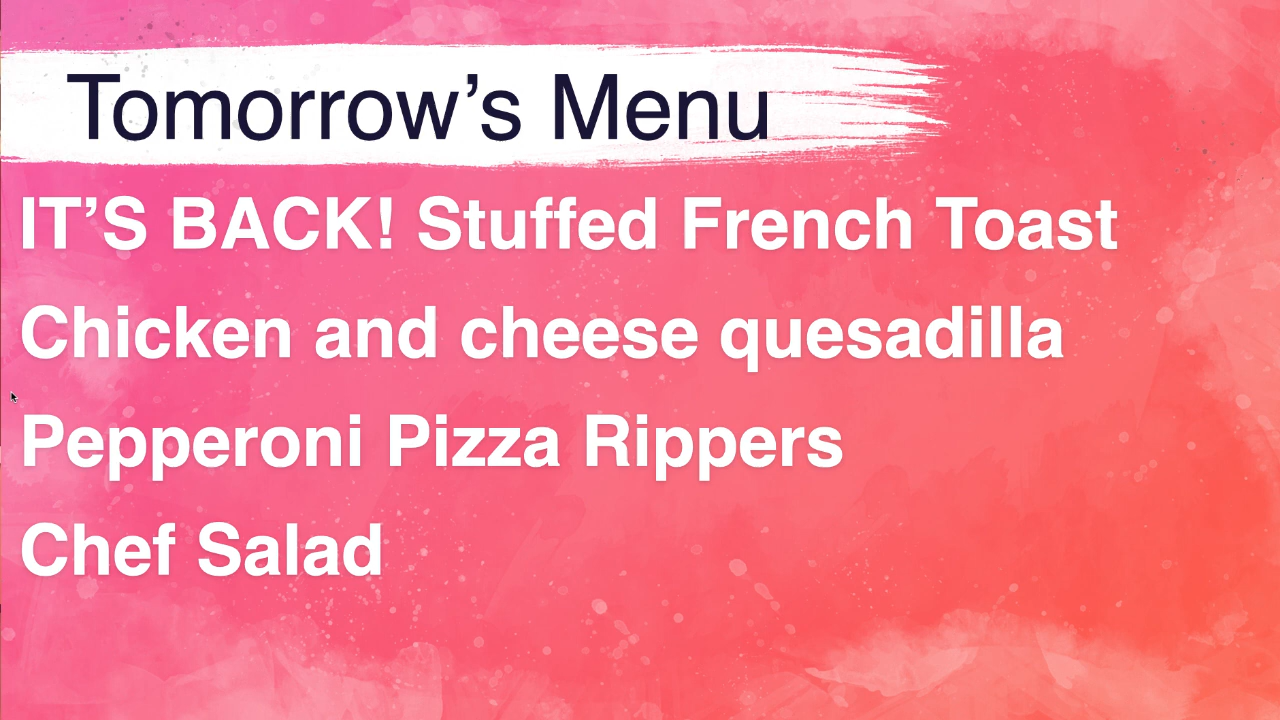 Tomorrow’s Menu
IT’S BACK! Stuffed French Toast
Chicken and cheese quesadilla
Pepperoni Pizza Rippers
Chef Salad